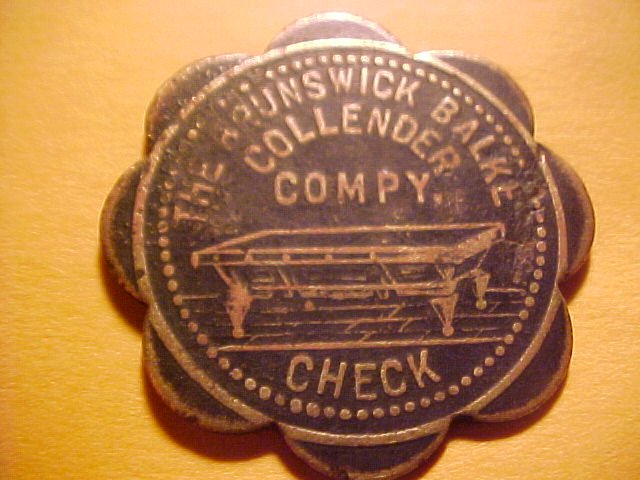 THE BRUNSWICK BALKE
COLLENDER
COMPY.
CHECK